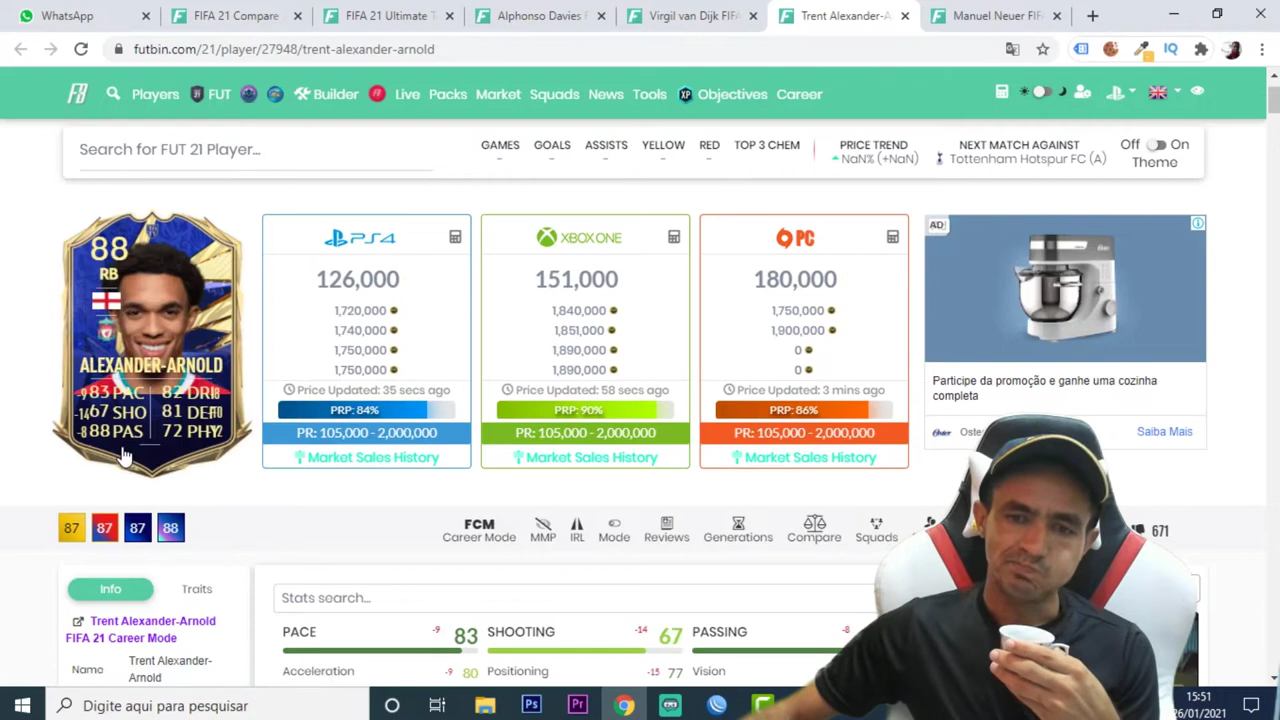 WhatsApp
FIFA 21 Compare
FIFA 21 Ultimate T
Alphonso Davies F
Virgil van Dijk FIFA
Trent Alexander-A
Manuel Neuer FIFA
futbin.com/21/player/27948/trent-alexander-arnold
IQ
Players FUT Builder Live Packs Market Squads News Tools XP Objectives Career
Search for FUT 21 Player...
GAMES GOALS ASSISTS YELLOW RED TOP 3 CHEM
- - - - -
PRICE TREND
NaN% (+NaN)
NEXT MATCH AGAINST
Tottenham Hotspur FC (A)
Off On
Theme
88
RB
ALEXANDER-ARNOLD
-9 83 PAC 82 DRI
-14 67 SHO 81 DEF
-8 88 PAS 72 PHY
PS4
126,000
1,720,000
1,740,000
1,750,000
1,750,000
Price Updated: 35 secs ago
PRP: 84%
PR: 105,000 - 2,000,000
Market Sales History
XBOX ONE
151,000
1,840,000
1,851,000
1,890,000
1,890,000
Price Updated: 58 secs ago
PRP: 90%
PR: 105,000 - 2,000,000
Market Sales History
PC
180,000
1,750,000
1,900,000
0
0
Price Updated: 3 mins ago
PRP: 86%
PR: 105,000 - 2,000,000
Market Sales History
AD
Participe da promoção e ganhe uma cozinha
completa
Oster
Saiba Mais
87 87 87 88
FCM
Career Mode MMP IRL Mode Reviews Generations Compare Squads
671
Info Traits
Trent Alexander-Arnold
FIFA 21 Career Mode
Name
Trent Alexander-
Arnold
Stats search...
PACE -9 83
Acceleration -9 80
SHOOTING -14 67
Positioning -15 77
PASSING -8
Vision
Digite aqui para pesquisar
Ps
Pr
15:51
26/01/2021